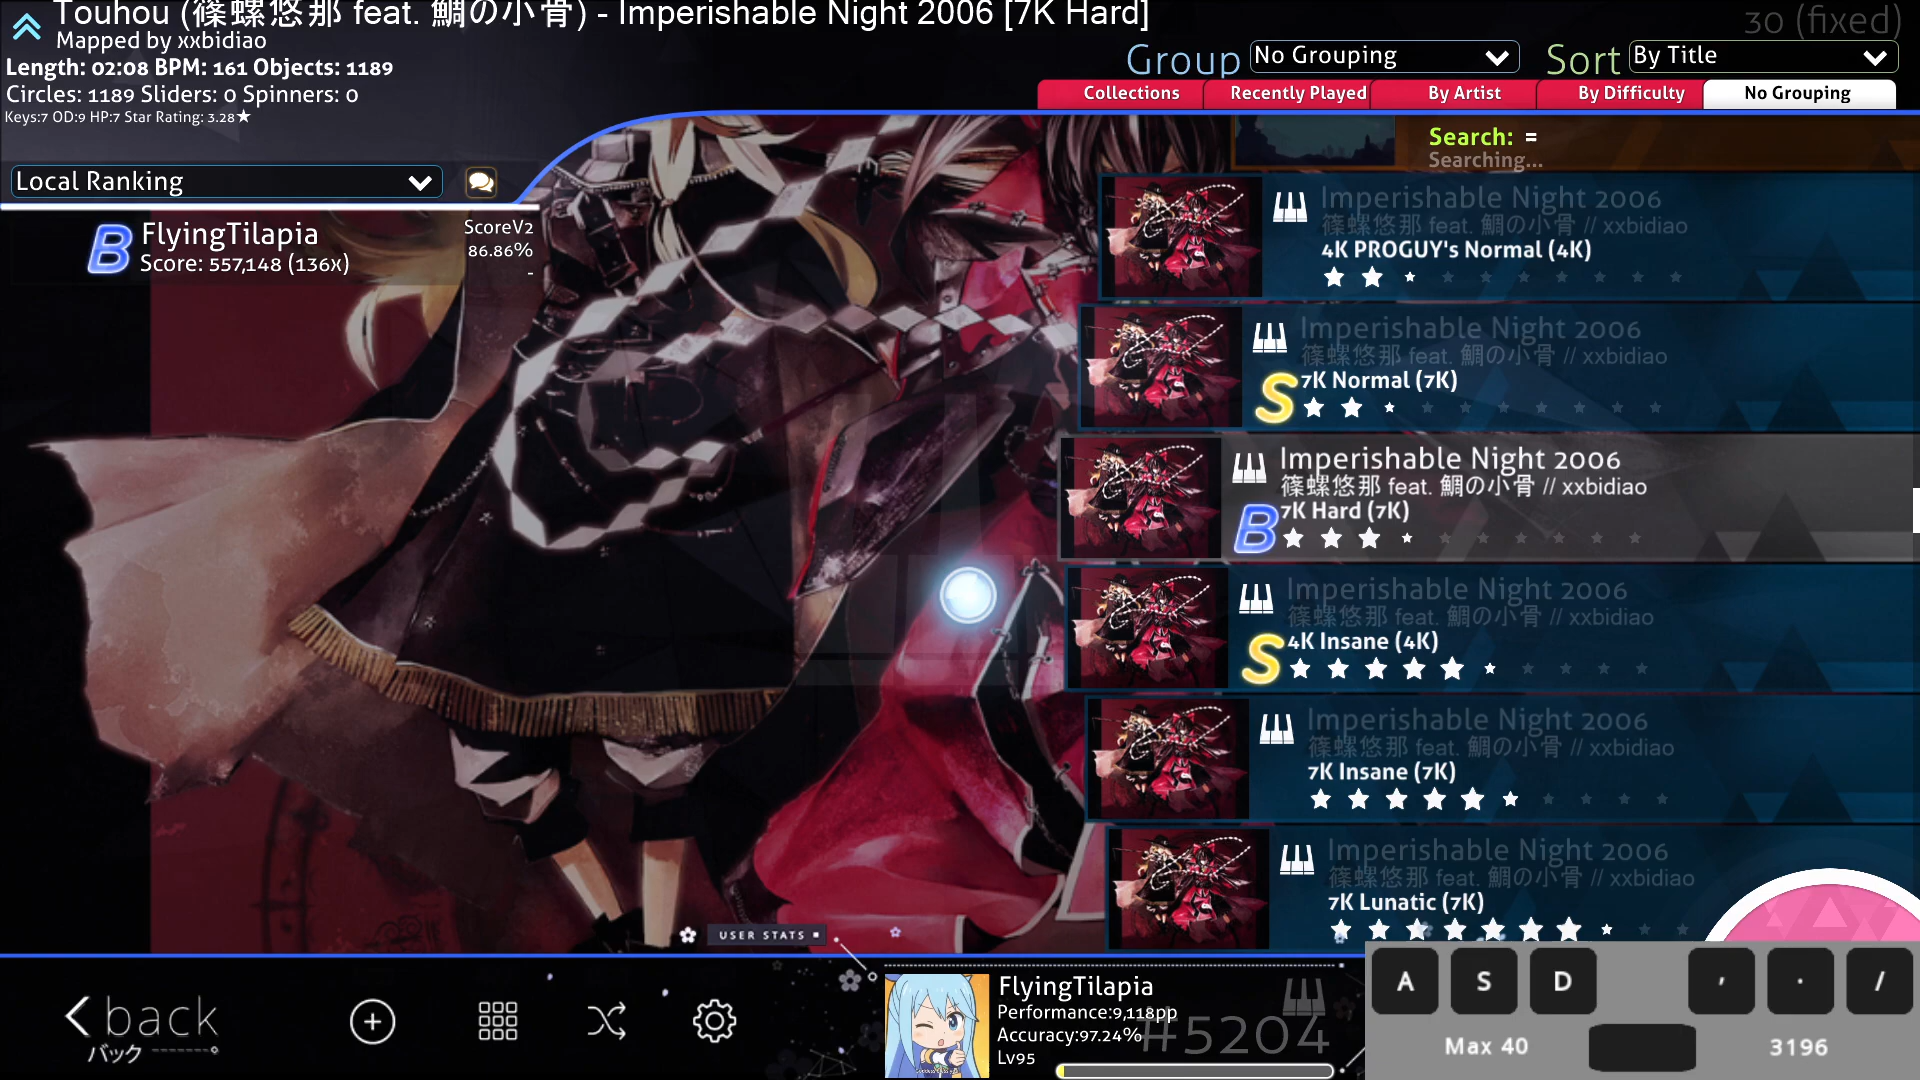 Touhou (篠螺悠那 feat. 鯛の小骨) - Imperishable Night 2006 [7K Hard]
Mapped by xxbidiao
Length: 02:08 BPM: 161 Objects: 1189
Circles: 1189 Sliders: 0 Spinners: 0
Keys:7 OD:9 HP:7 Star Rating: 3.28★
30 (fixed)
Group No Grouping Sort By Title
Collections Recently Played By Artist By Difficulty No Grouping
Search: =
Searching...
Local Ranking
B FlyingTilapia
Score: 557,148 (136x)
ScoreV2
86.86%
-
Imperishable Night 2006
篠螺悠那 feat. 鯛の小骨 // xxbidiao
4K PROGUY's Normal (4K)
Imperishable Night 2006
篠螺悠那 feat. 鯛の小骨 // xxbidiao
S 7K Normal (7K)
Imperishable Night 2006
篠螺悠那 feat. 鯛の小骨 // xxbidiao
B 7K Hard (7K)
Imperishable Night 2006
篠螺悠那 feat. 鯛の小骨 // xxbidiao
S 4K Insane (4K)
Imperishable Night 2006
篠螺悠那 feat. 鯛の小骨 // xxbidiao
7K Insane (7K)
Imperishable Night 2006
篠螺悠那 feat. 鯛の小骨 // xxbidiao
7K Lunatic (7K)
USER STATS
back
バック
FlyingTilapia
Performance:9,118pp
Accuracy:97.24%
Lv95
#5204
A S D , . /
Max 40 3196